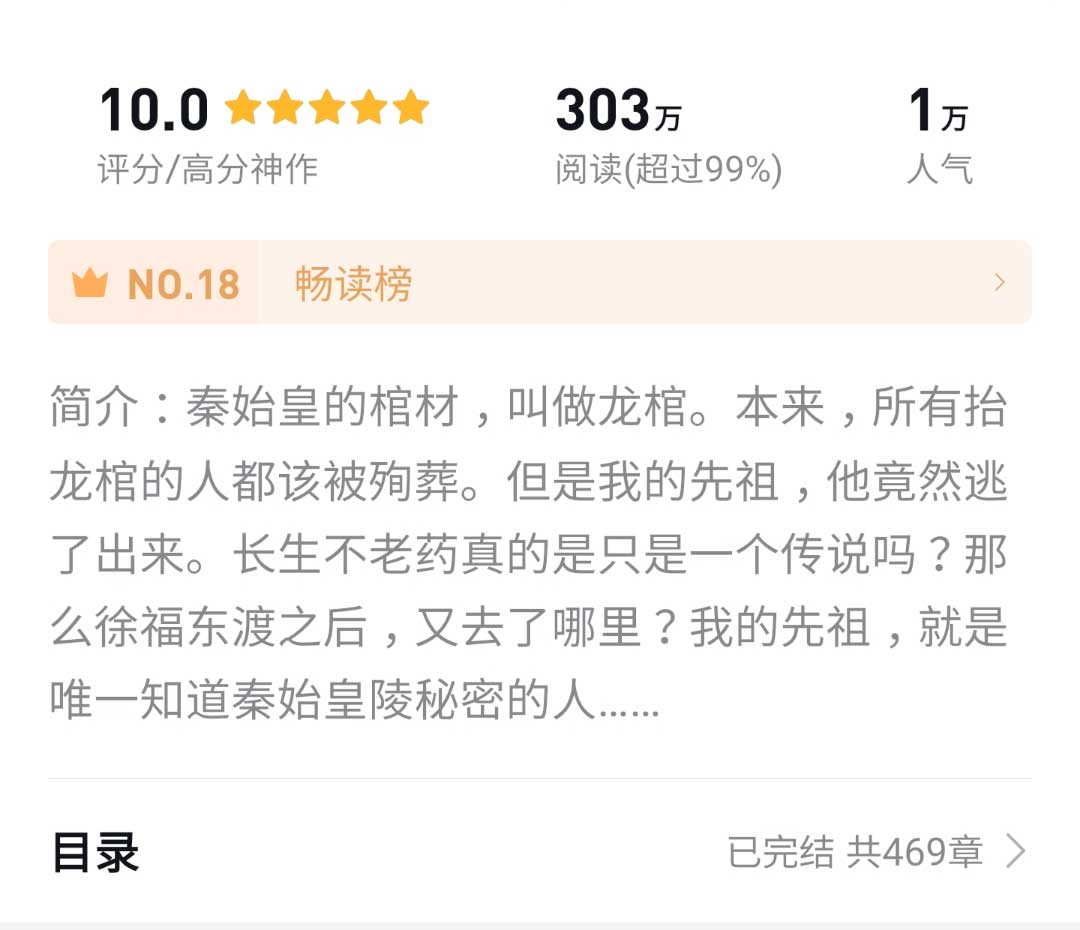 10.0 303万 1万
评分/高分神作 阅读(超过99%) 人气
NO.18 畅读榜
简介：秦始皇的棺材，叫做龙棺。本来，所有抬
龙棺的人都该被殉葬。但是我的先祖，他竟然逃
了出来。长生不老药真的是只是一个传说吗？那
么徐福东渡之后，又去了哪里？我的先祖，就是
唯一知道秦始皇陵秘密的人……
目录 已完结 共469章